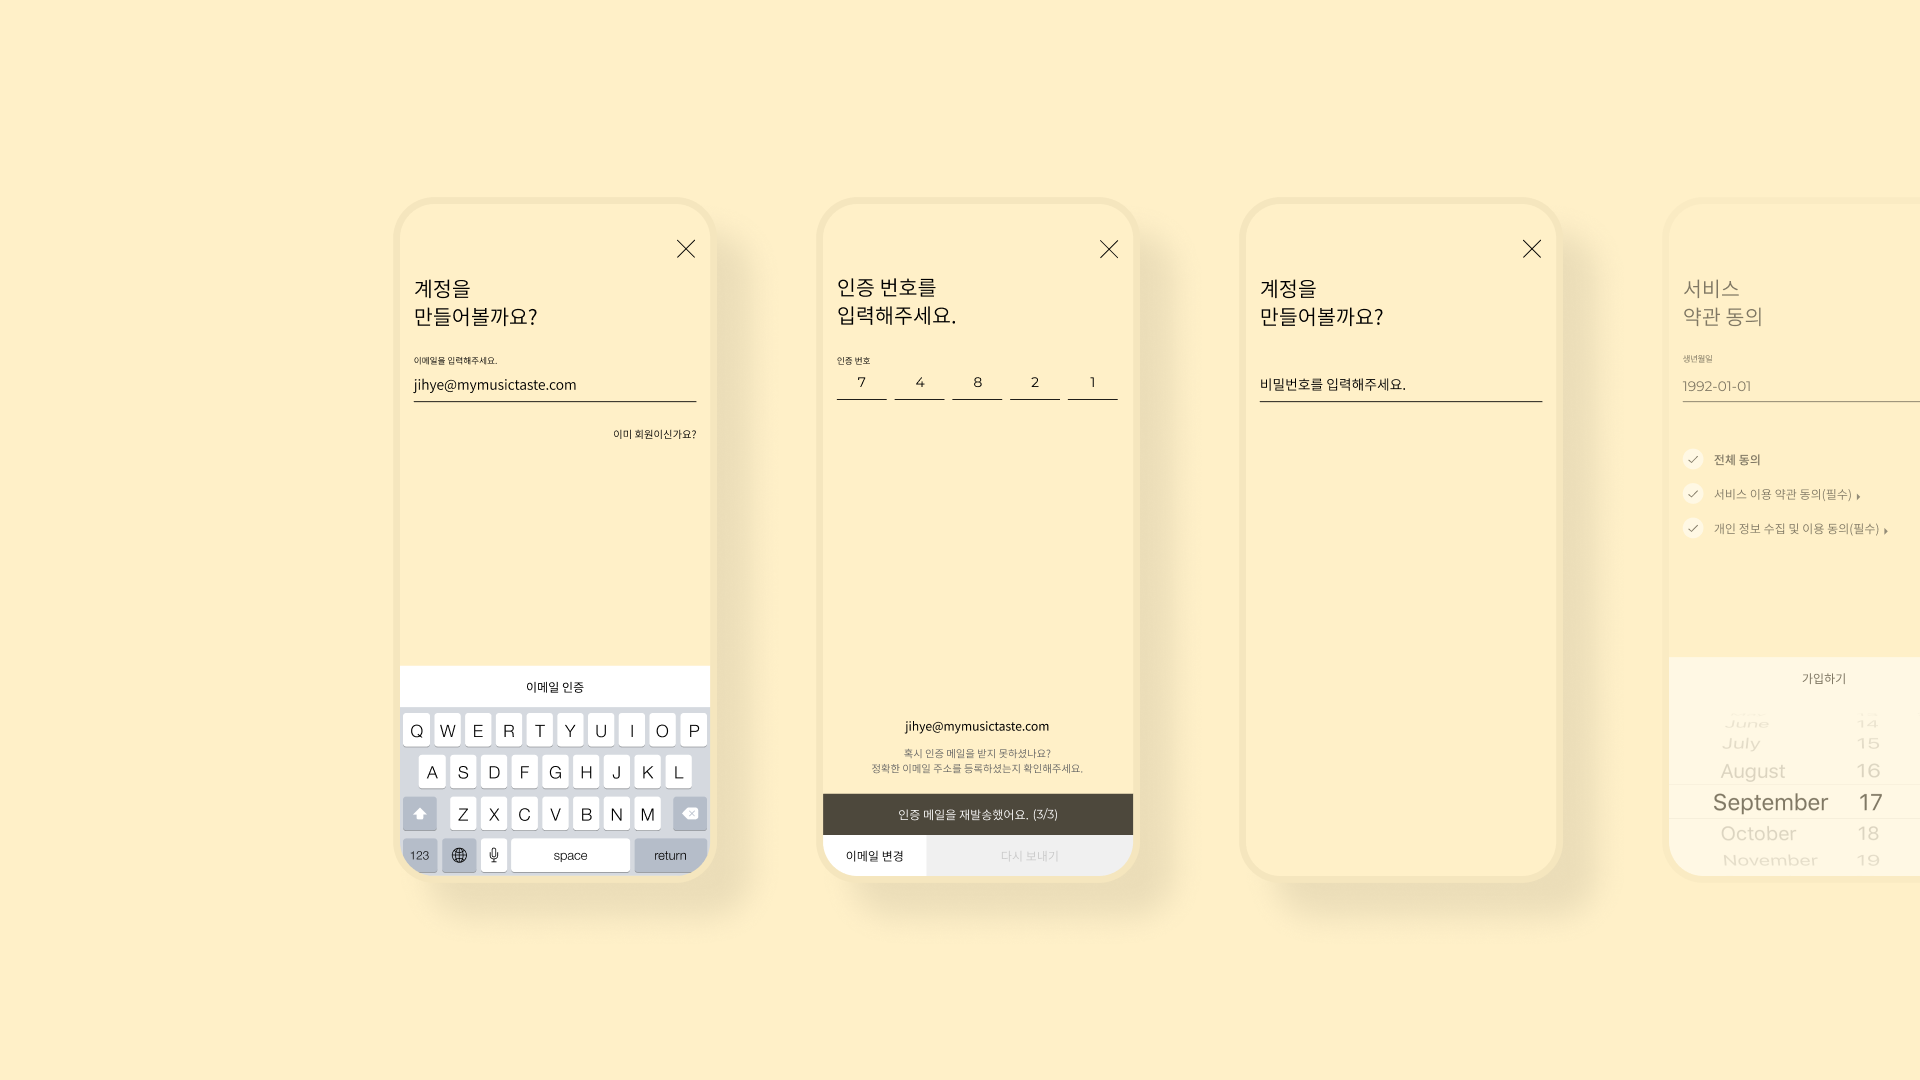 계정을
만들어볼까요?
이메일을 입력해주세요.
jihye@mymusictaste.com
이미 회원이신가요?
이메일 인증
Q W E R T Y U I O P
A S D F G H J K L
Z X C V B N M
123 space return
인증 번호를
입력해주세요.
인증 번호
7 4 8 2 1
jihye@mymusictaste.com
혹시 인증 메일을 받지 못하셨나요?
정확한 이메일 주소를 등록하셨는지 확인해주세요.
인증 메일을 재발송했어요. (3/3)
이메일 변경 다시 보내기
계정을
만들어볼까요?
비밀번호를 입력해주세요.
서비스
약관 동의
생년월일
1992-01-01
전체 동의
서비스 이용 약관 동의(필수)
개인 정보 수집 및 이용 동의(필수)
가입하기
June 14
July 15
August 16
September 17
October 18
November 19